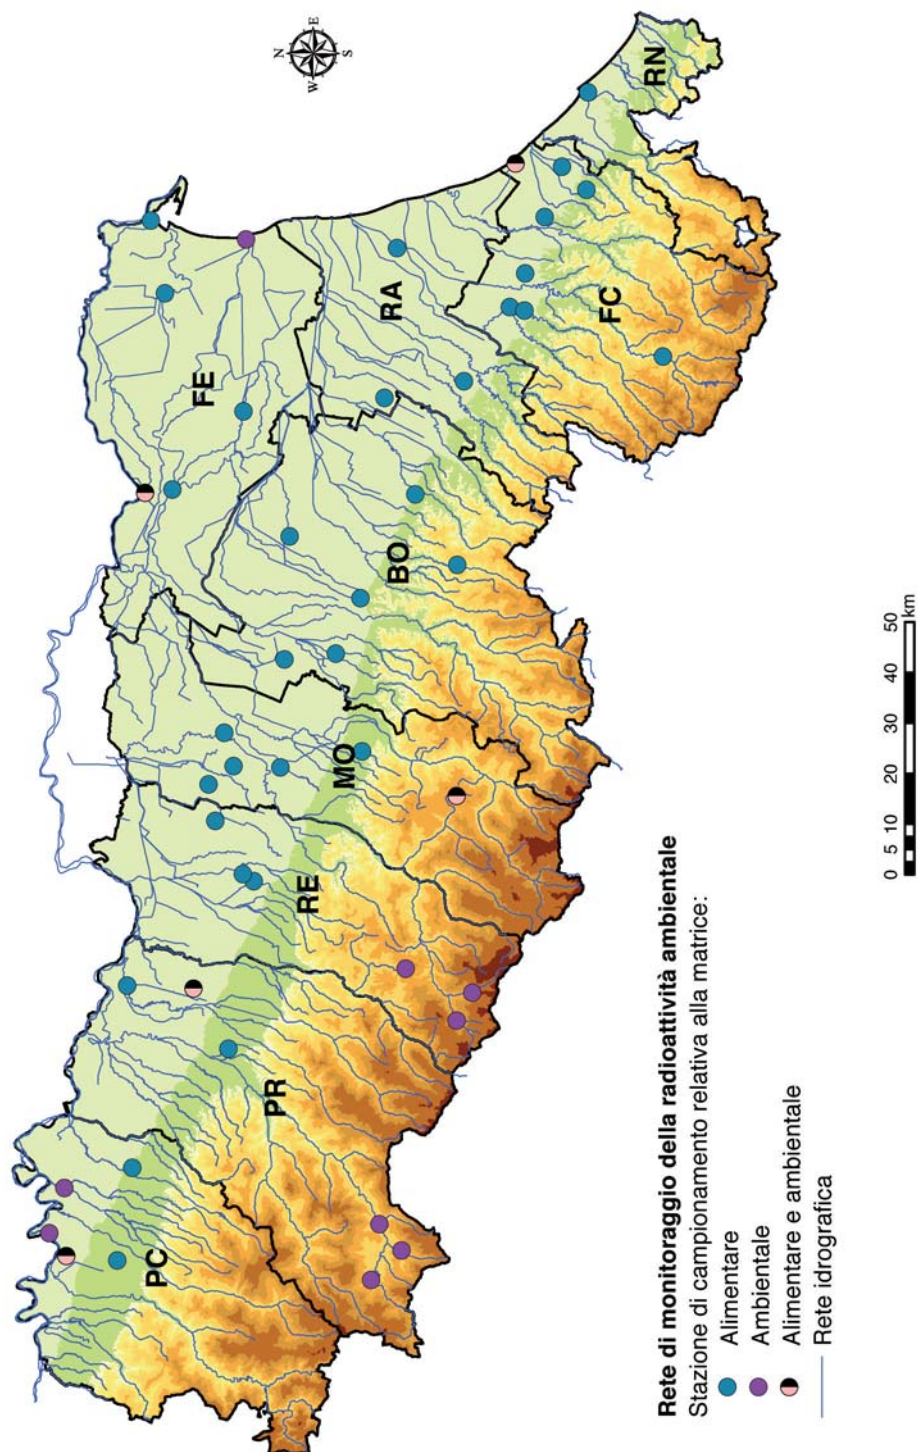 N
W E
S
PC
PR
RE
MO
BO
FE
RA
FC
RN
Rete di monitoraggio della radioattività ambientale
Stazione di campionamento relativa alla matrice:
Alimentare
Ambientale
Alimentare e ambientale
Rete idrografica
0 5 10 20 30 40 50 km